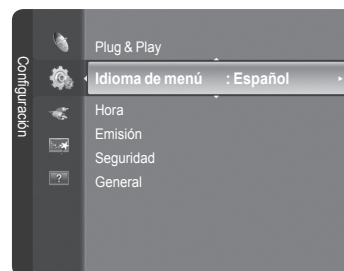 Configuración
Plug & Play
Idioma de menú : Español
Hora
Emisión
Seguridad
General
?